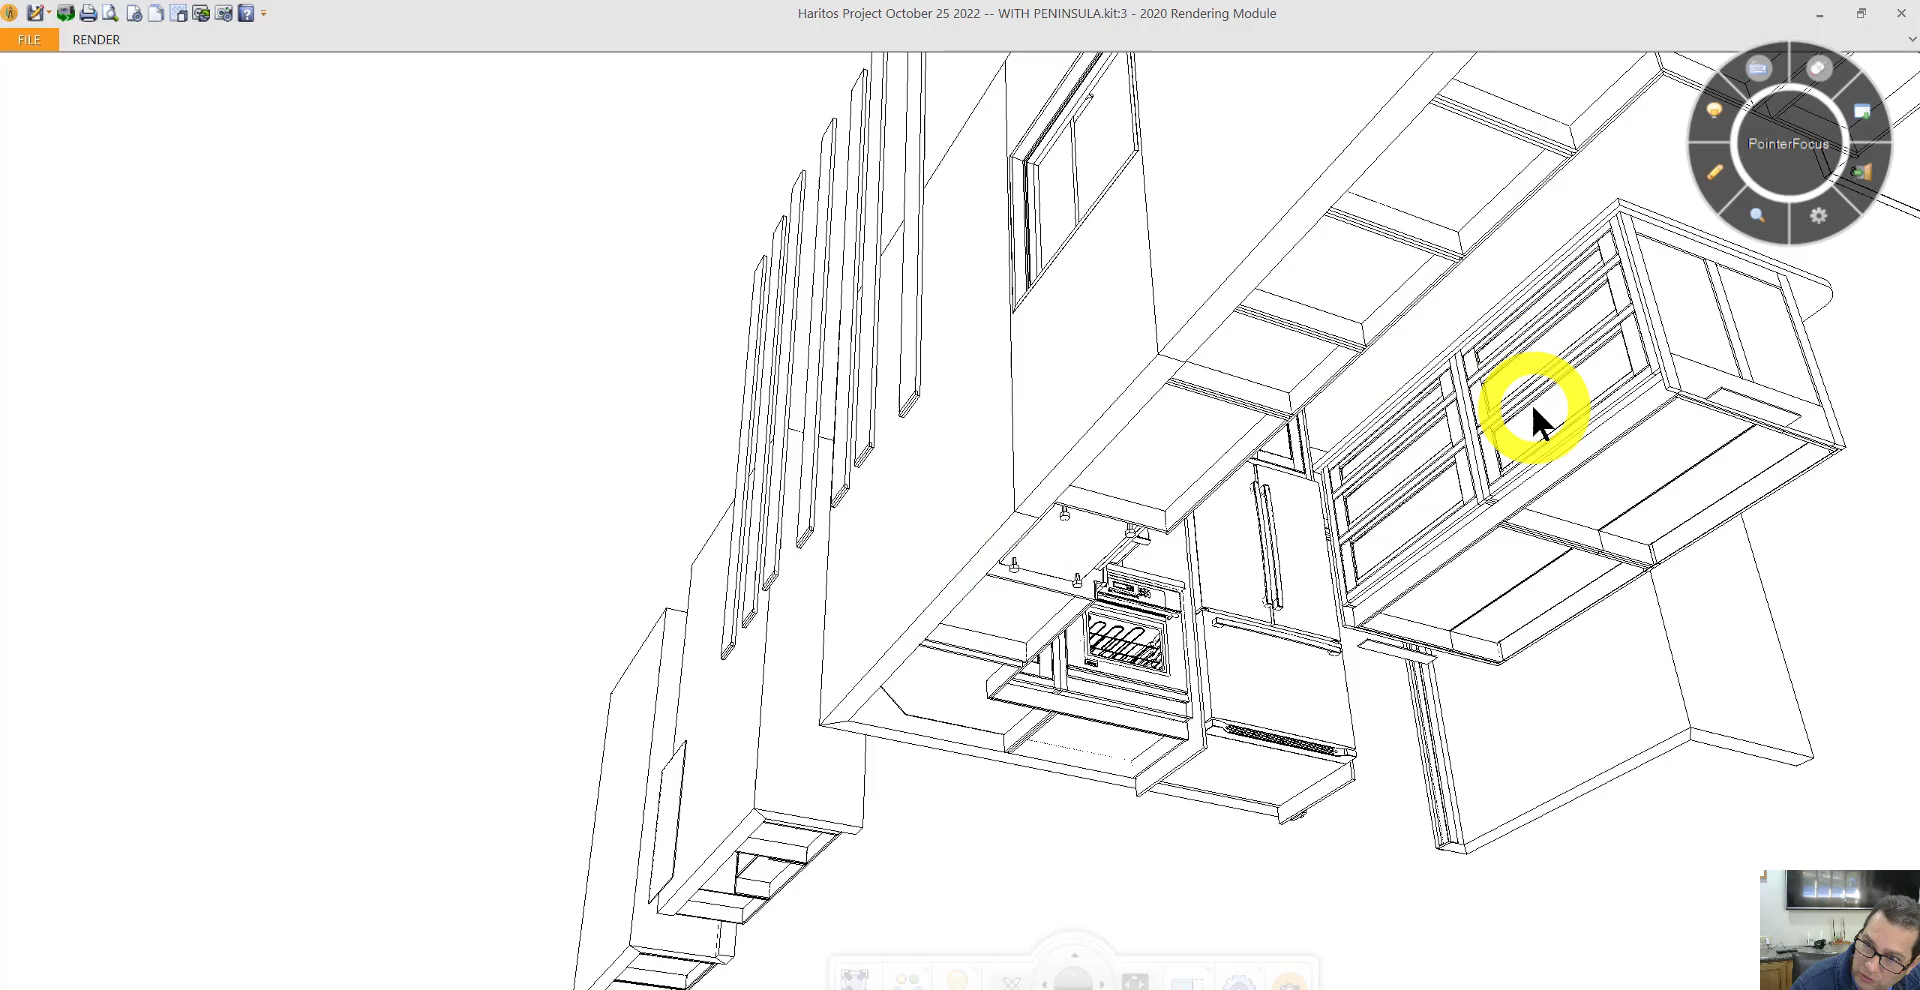 Haritos Project October 25 2022 -- WITH PENINSULA.kit:3 - 2020 Rendering Module
FILE
RENDER
PointerFocus